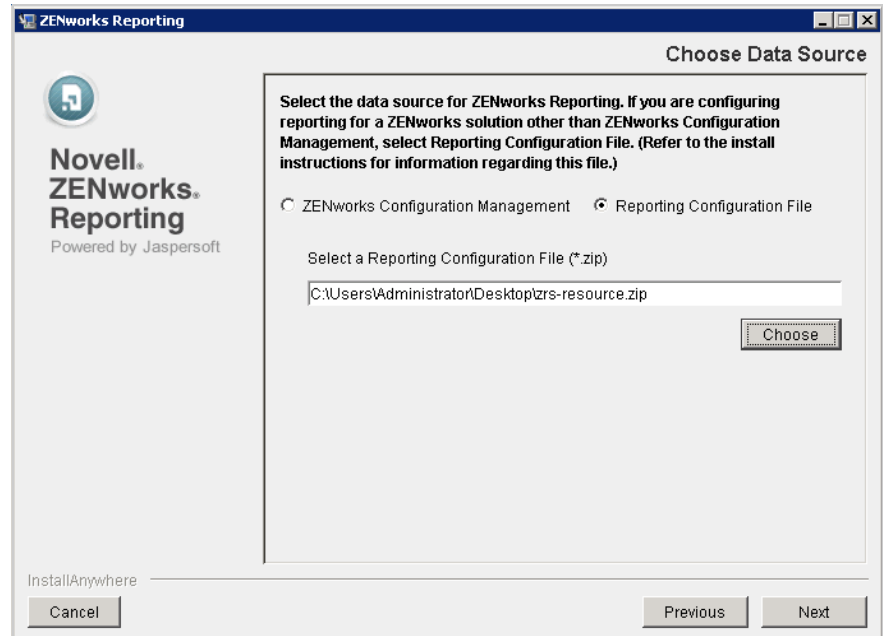 ZENworks Reporting
Choose Data Source
Novell®
ZENworks®
Reporting
Powered by Jaspersoft
Select the data source for ZENworks Reporting. If you are configuring
reporting for a ZENworks solution other than ZENworks Configuration
Management, select Reporting Configuration File. (Refer to the install
instructions for information regarding this file.)
ZENworks Configuration Management Reporting Configuration File
Select a Reporting Configuration File (*.zip)
C:\Users\Administrator\Desktop\zrs-resource.zip
Choose
InstallAnywhere
Cancel Previous Next